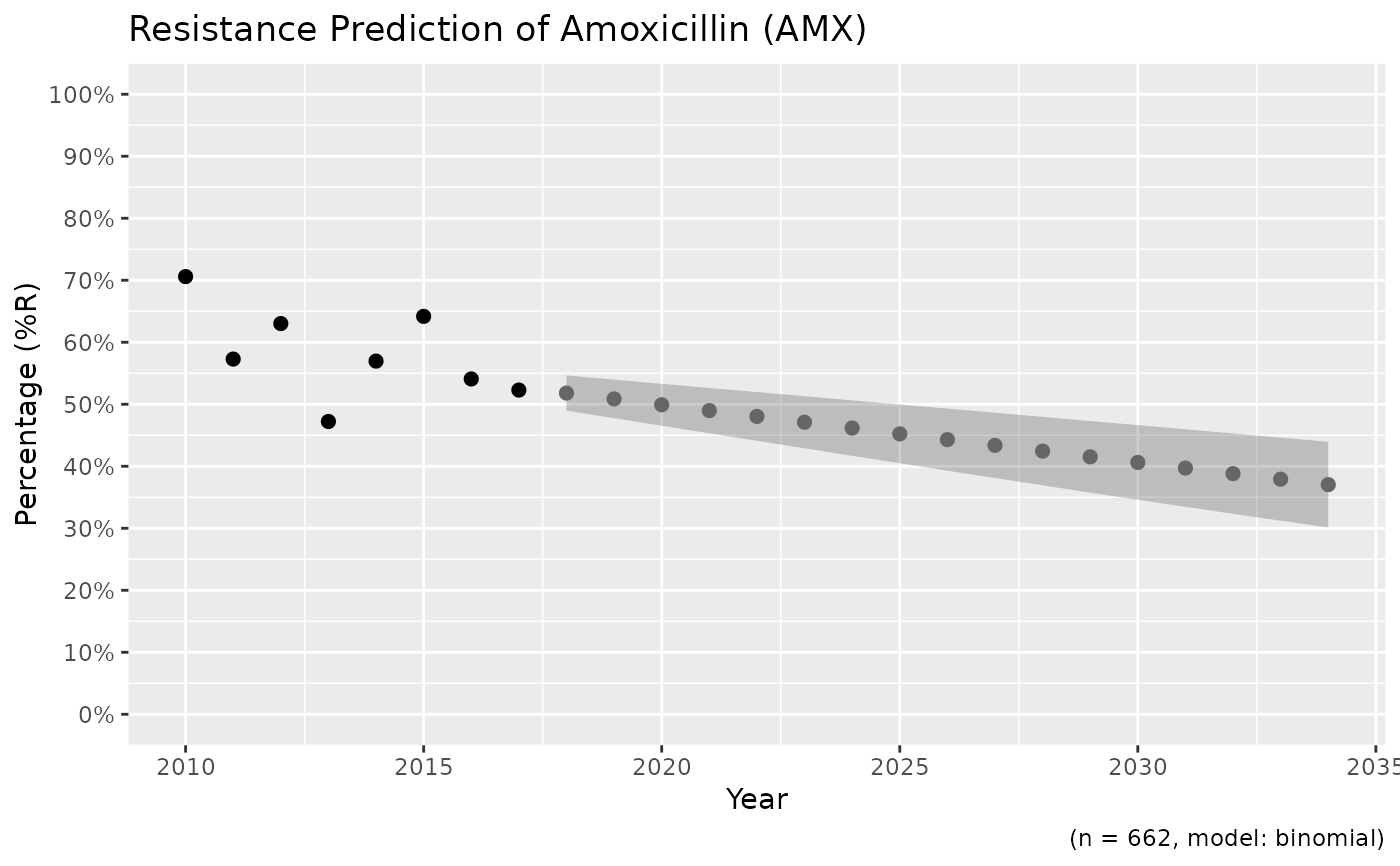 Resistance Prediction of Amoxicillin (AMX)
Percentage (%R)
100%
90%
80%
70%
60%
50%
40%
30%
20%
10%
0%
2010 2015 2020 2025 2030 2035
Year
(n = 662, model: binomial)